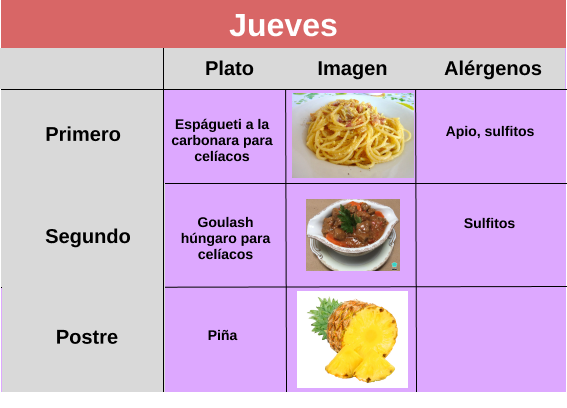 Jueves
Plato Imagen Alérgenos
Primero
Espágueti a la
carbonara para
celíacos
Apio, sulfitos
Segundo
Goulash
húngaro para
celíacos
Sulfitos
Postre
Piña